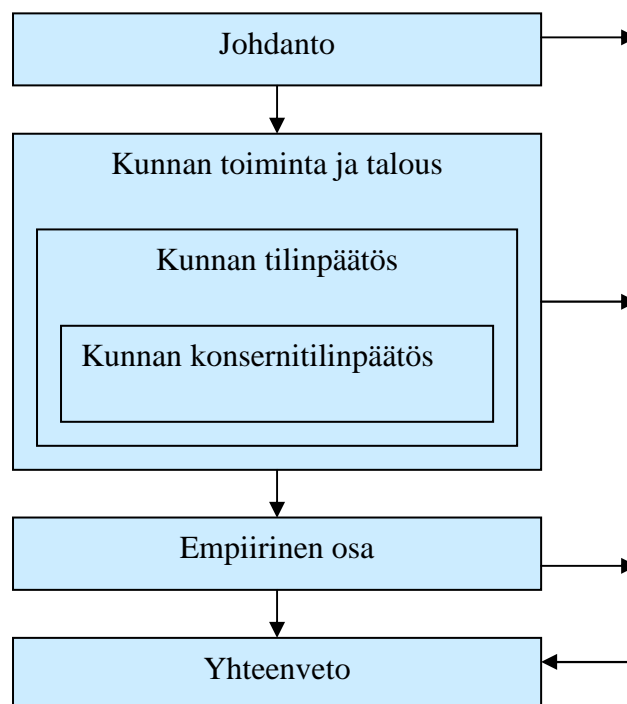 Johdanto
Kunnan toiminta ja talous
Kunnan tilinpäätös
Kunnan konsernitilinpäätös
Empiirinen osa
Yhteenveto